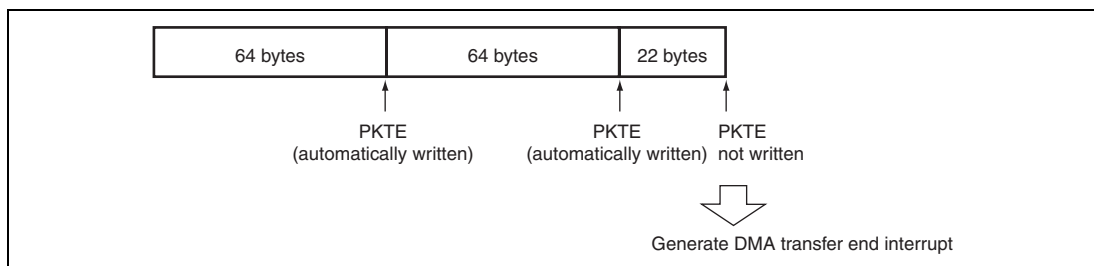 64 bytes 64 bytes 22 bytes
PKTE PKTE PKTE
(automatically written) (automatically written) not written
Generate DMA transfer end interrupt